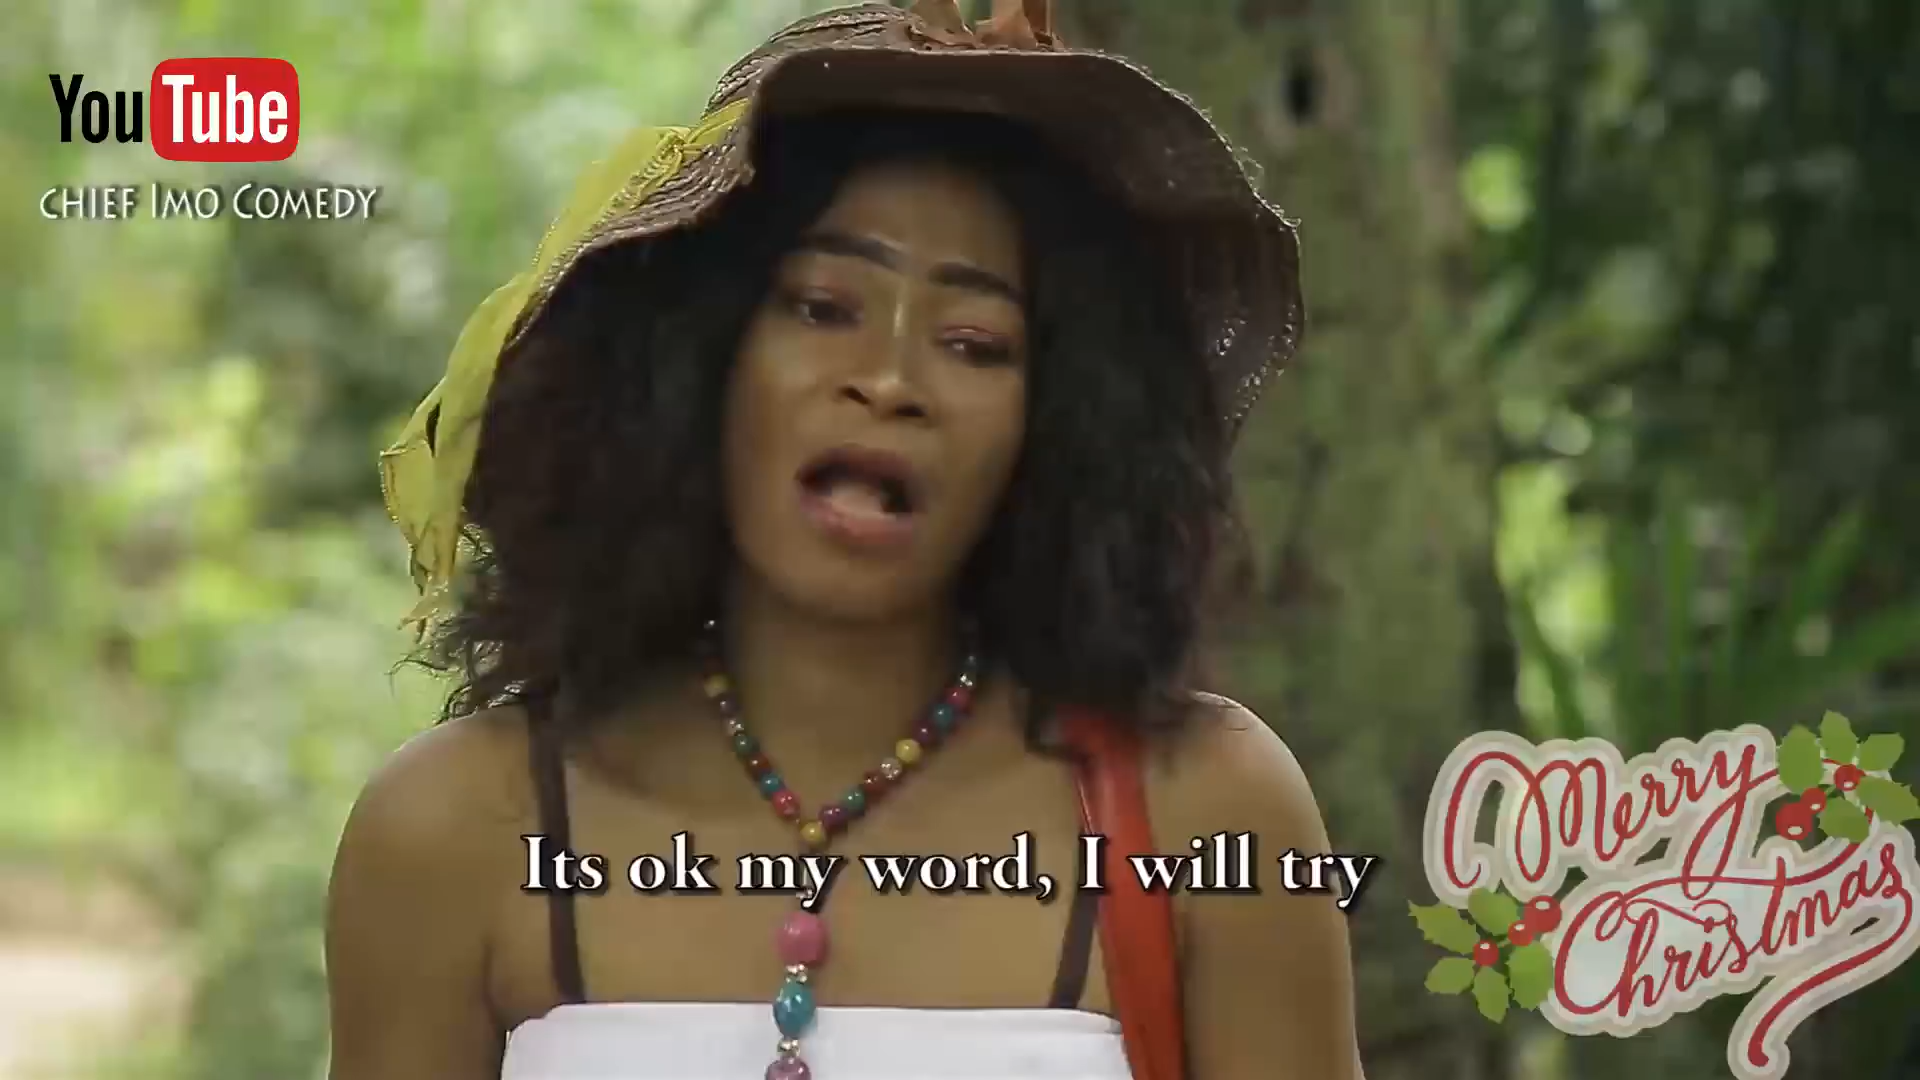 YouTube
CHIEF IMO COMEDY
Its ok my word, I will try
Merry
Christmas